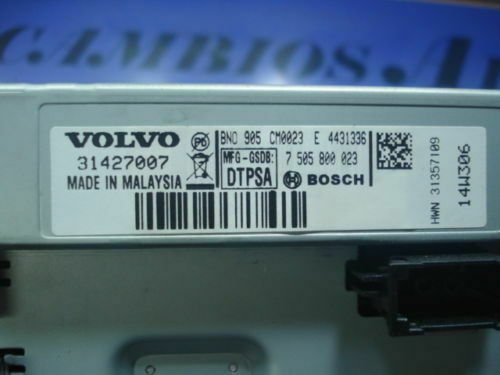 CAMBIOS A
VOLVO
31427007
MADE IN MALAYSIA
Pb
BNO 905 CM0023 E 4431336
MFG-GSDB: 7 505 800 023
DTPSA BOSCH
HWN 31357109
14W306